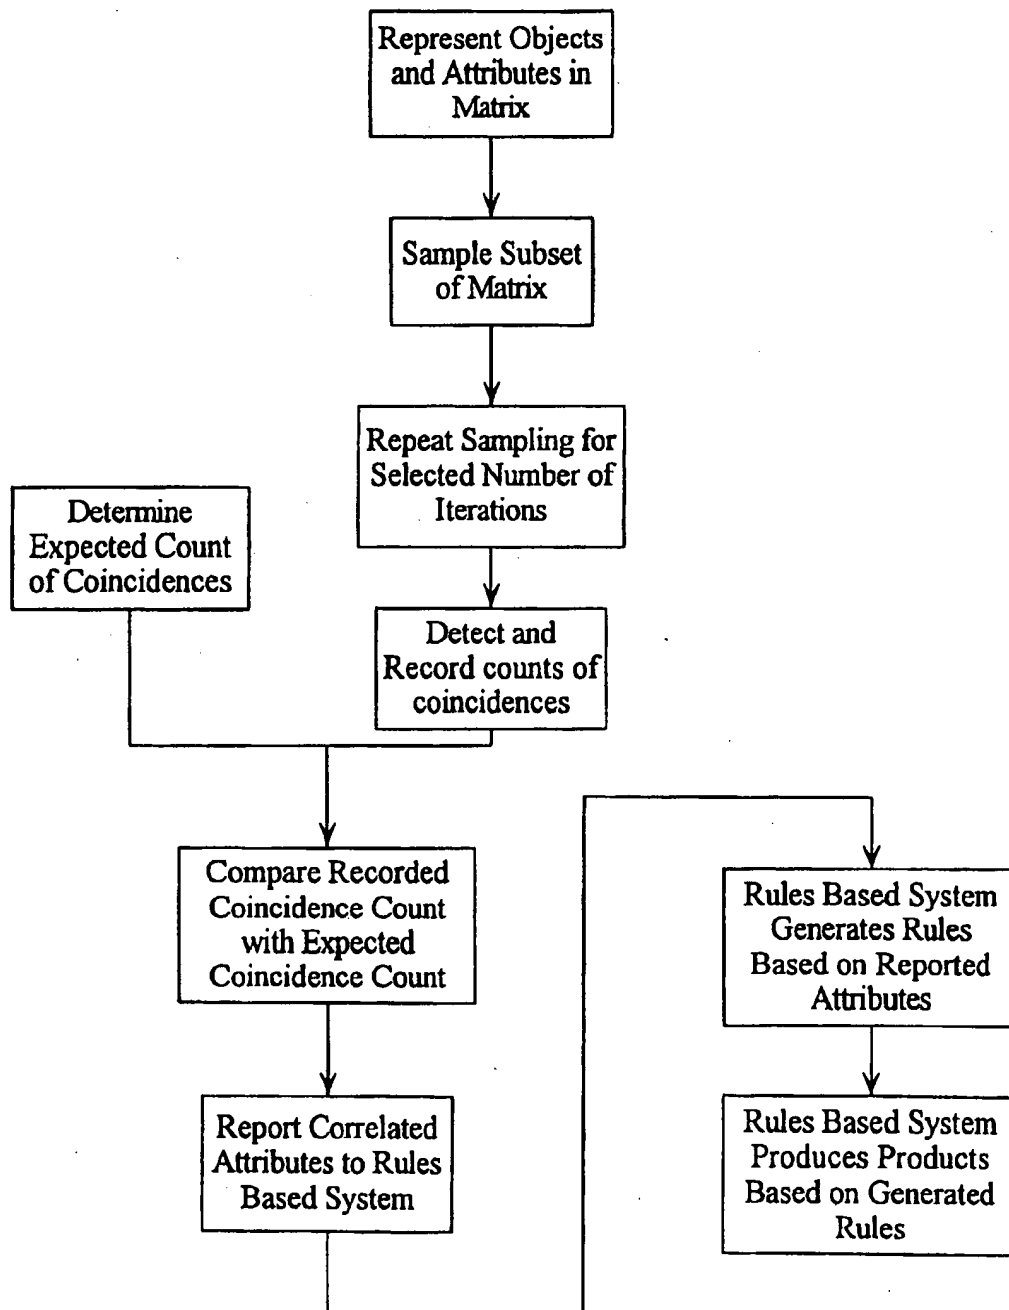 Represent Objects
and Attributes in
Matrix
Sample Subset
of Matrix
Repeat Sampling for
Selected Number of
Iterations
Determine
Expected Count
of Coincidences
Detect and
Record counts of
coincidences
Compare Recorded
Coincidence Count
with Expected
Coincidence Count
Report Correlated
Attributes to Rules
Based System
Rules Based System
Generates Rules
Based on Reported
Attributes
Rules Based System
Produces Products
Based on Generated
Rules